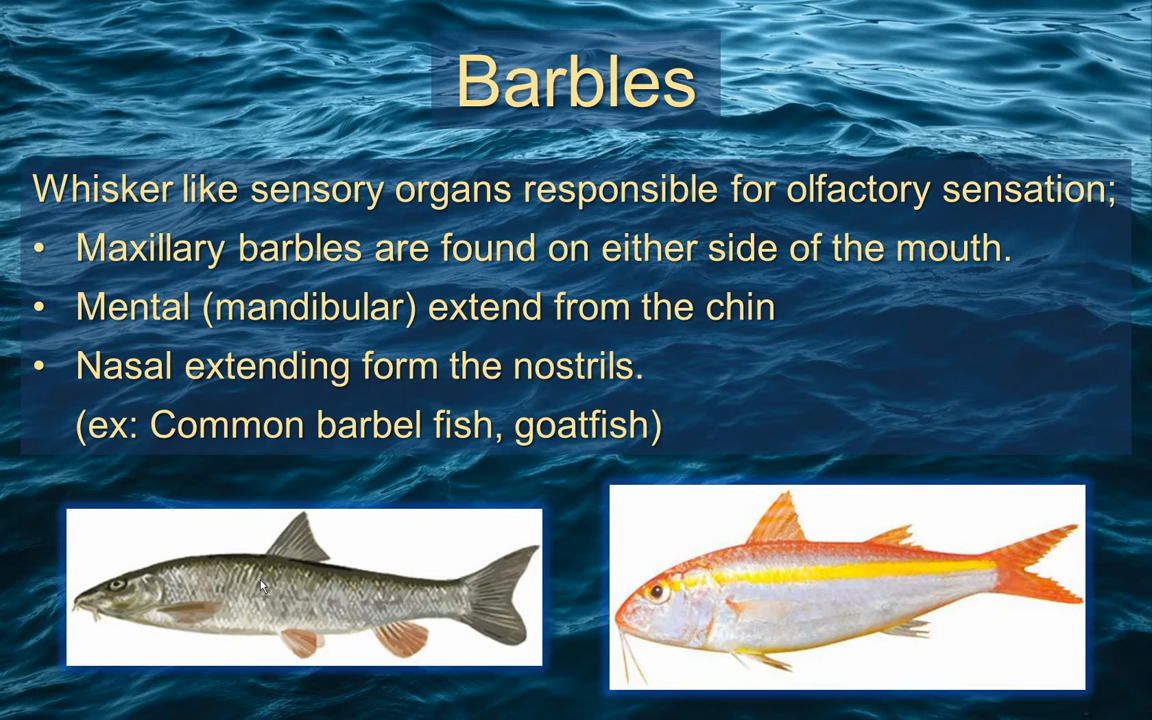 Barbles
Whisker like sensory organs responsible for olfactory sensation;
• Maxillary barbles are found on either side of the mouth.
• Mental (mandibular) extend from the chin
• Nasal extending form the nostrils.
(ex: Common barbel fish, goatfish)